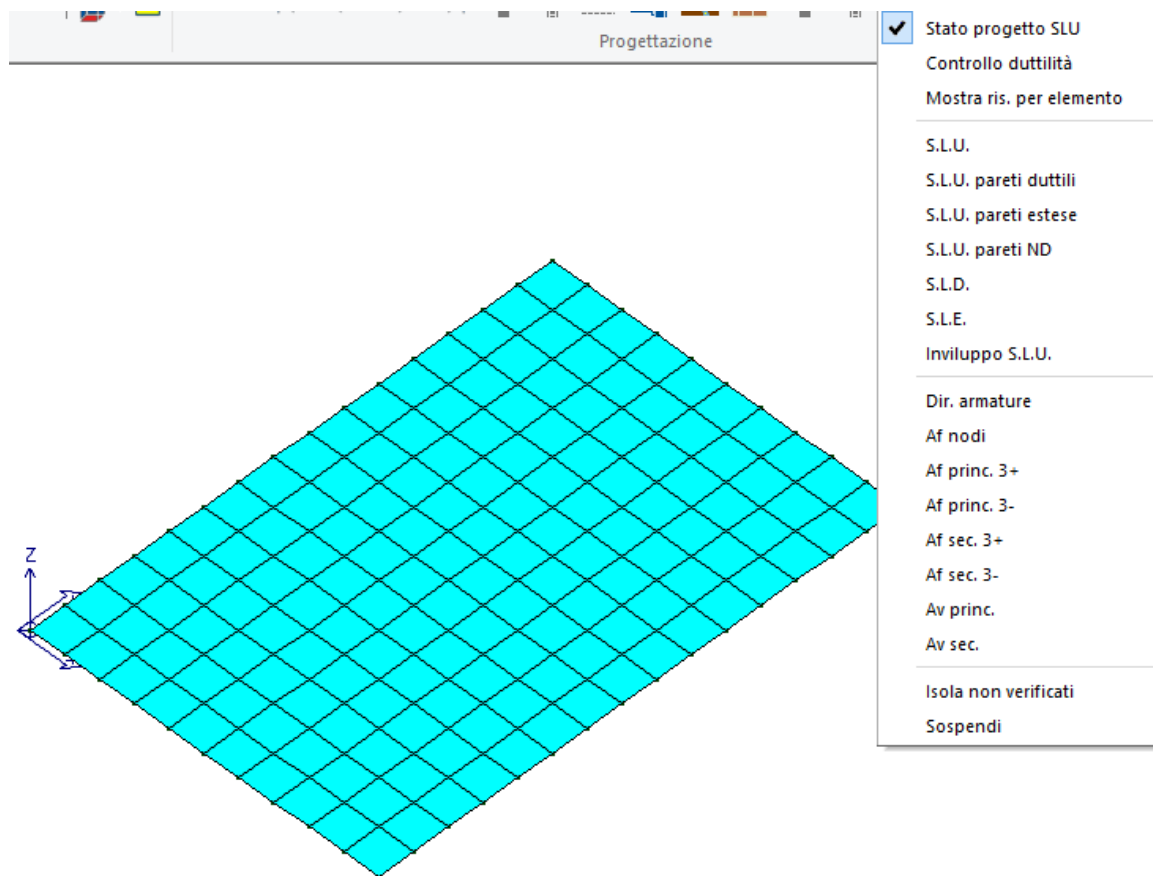 Progettazione
Stato progetto SLU
Controllo duttilità
Mostra ris. per elemento
S.L.U.
S.L.U. pareti duttili
S.L.U. pareti estese
S.L.U. pareti ND
S.L.D.
S.L.E.
Inviluppo S.L.U.
Dir. armature
Af nodi
Af princ. 3+
Af princ. 3-
Af sec. 3+
Af sec. 3-
Av princ.
Av sec.
Isola non verificati
Sospendi
Z